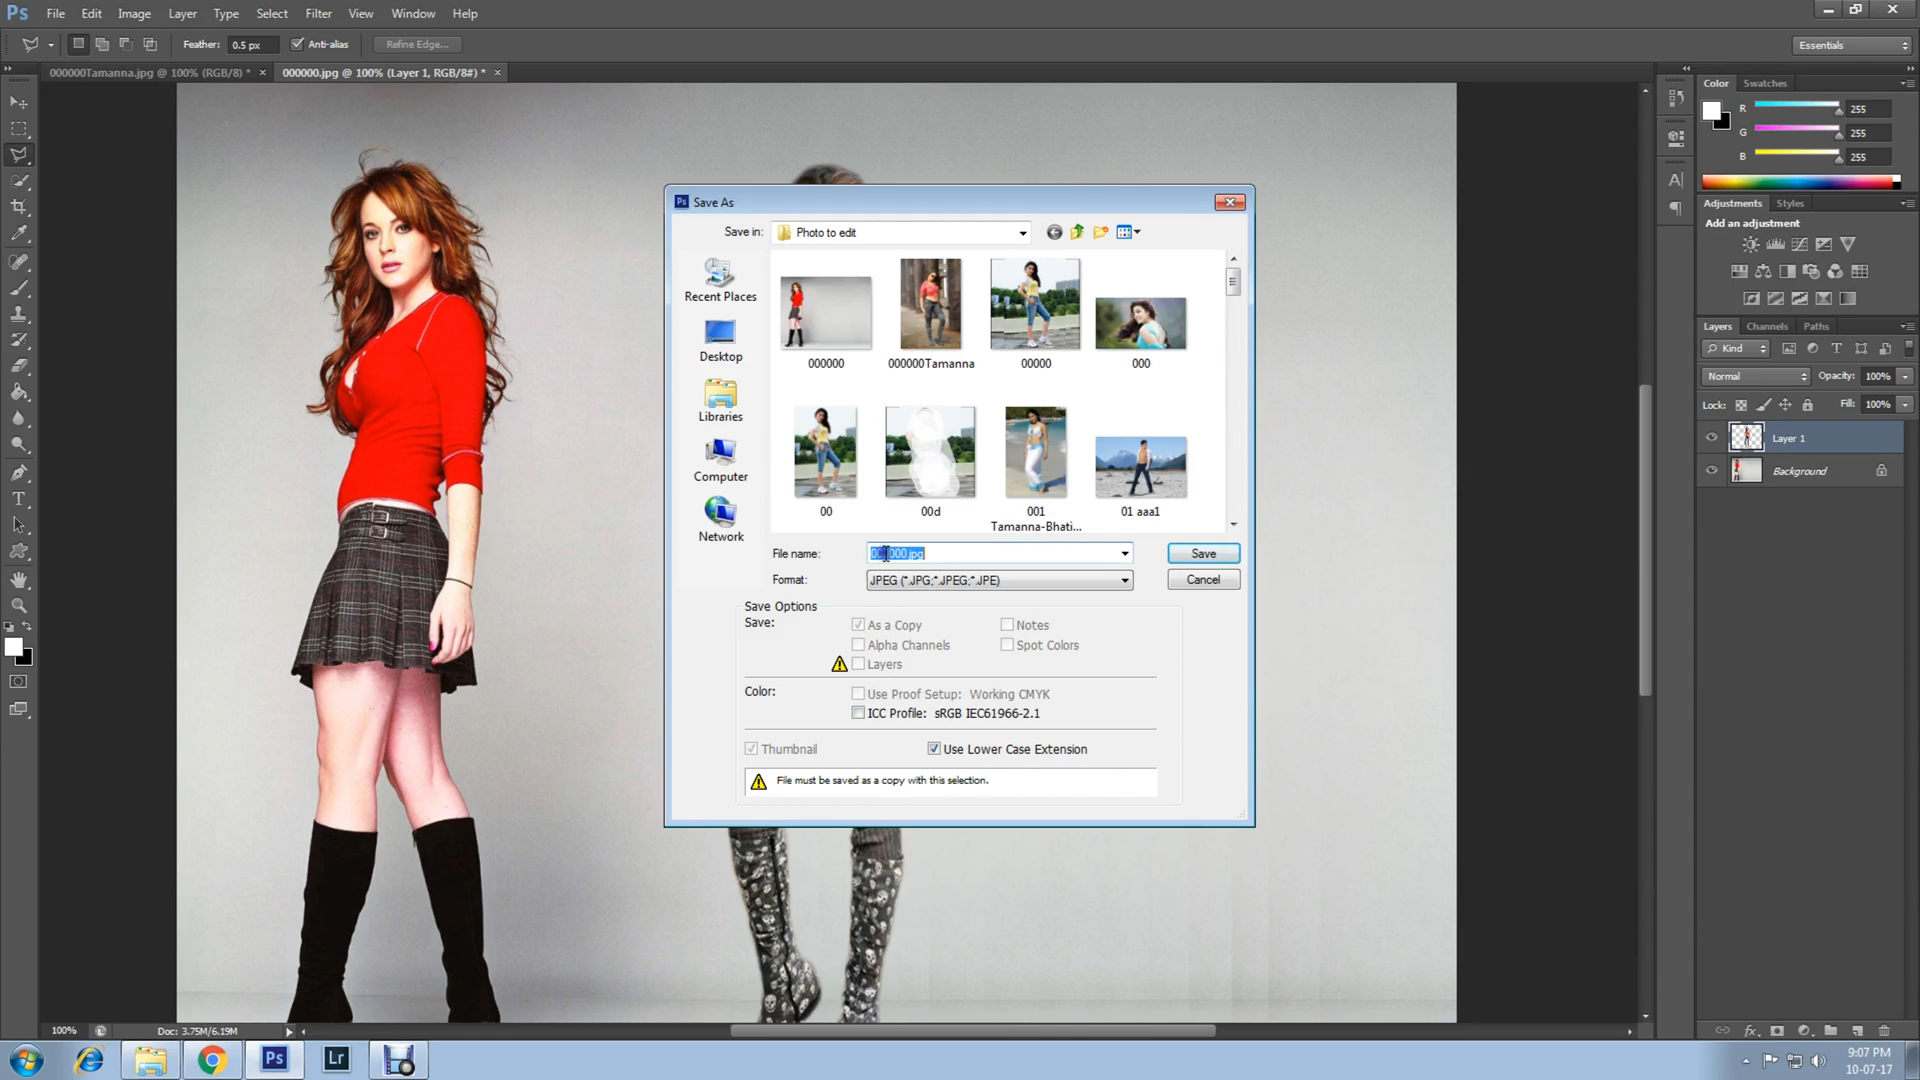 Ps File Edit Image Layer Type Select Filter View Window Help
Feather: 0.5 px Anti-alias Refine Edge... Essentials
000000Tamanna.jpg @ 100% (RGB/8) * × 000000.jpg @ 100% (Layer 1, RGB/8#) * ×
Color Swatches
R 255
G 255
B 255
Adjustments Styles
Add an adjustment
Layers Channels Paths
Kind
Normal Opacity: 100%
Lock: Fill: 100%
Layer 1
Background
Ps Save As
Save in: Photo to edit
Recent Places
Desktop
Libraries
Computer
Network
000000 000000Tamanna 00000 000
00 00d 001 01 aaa1
Tamanna-Bhati...
File name: 000000.jpg Save
Format: JPEG (*.JPG;*.JPEG;*.JPE) Cancel
Save Options
Save: As a Copy Notes
Alpha Channels Spot Colors
Layers
Color: Use Proof Setup: Working CMYK
ICC Profile: sRGB IEC61966-2.1
Thumbnail Use Lower Case Extension
File must be saved as a copy with this selection.
100% Doc: 3.75M/6.19M
Ps Lr
9:07 PM
10-07-17